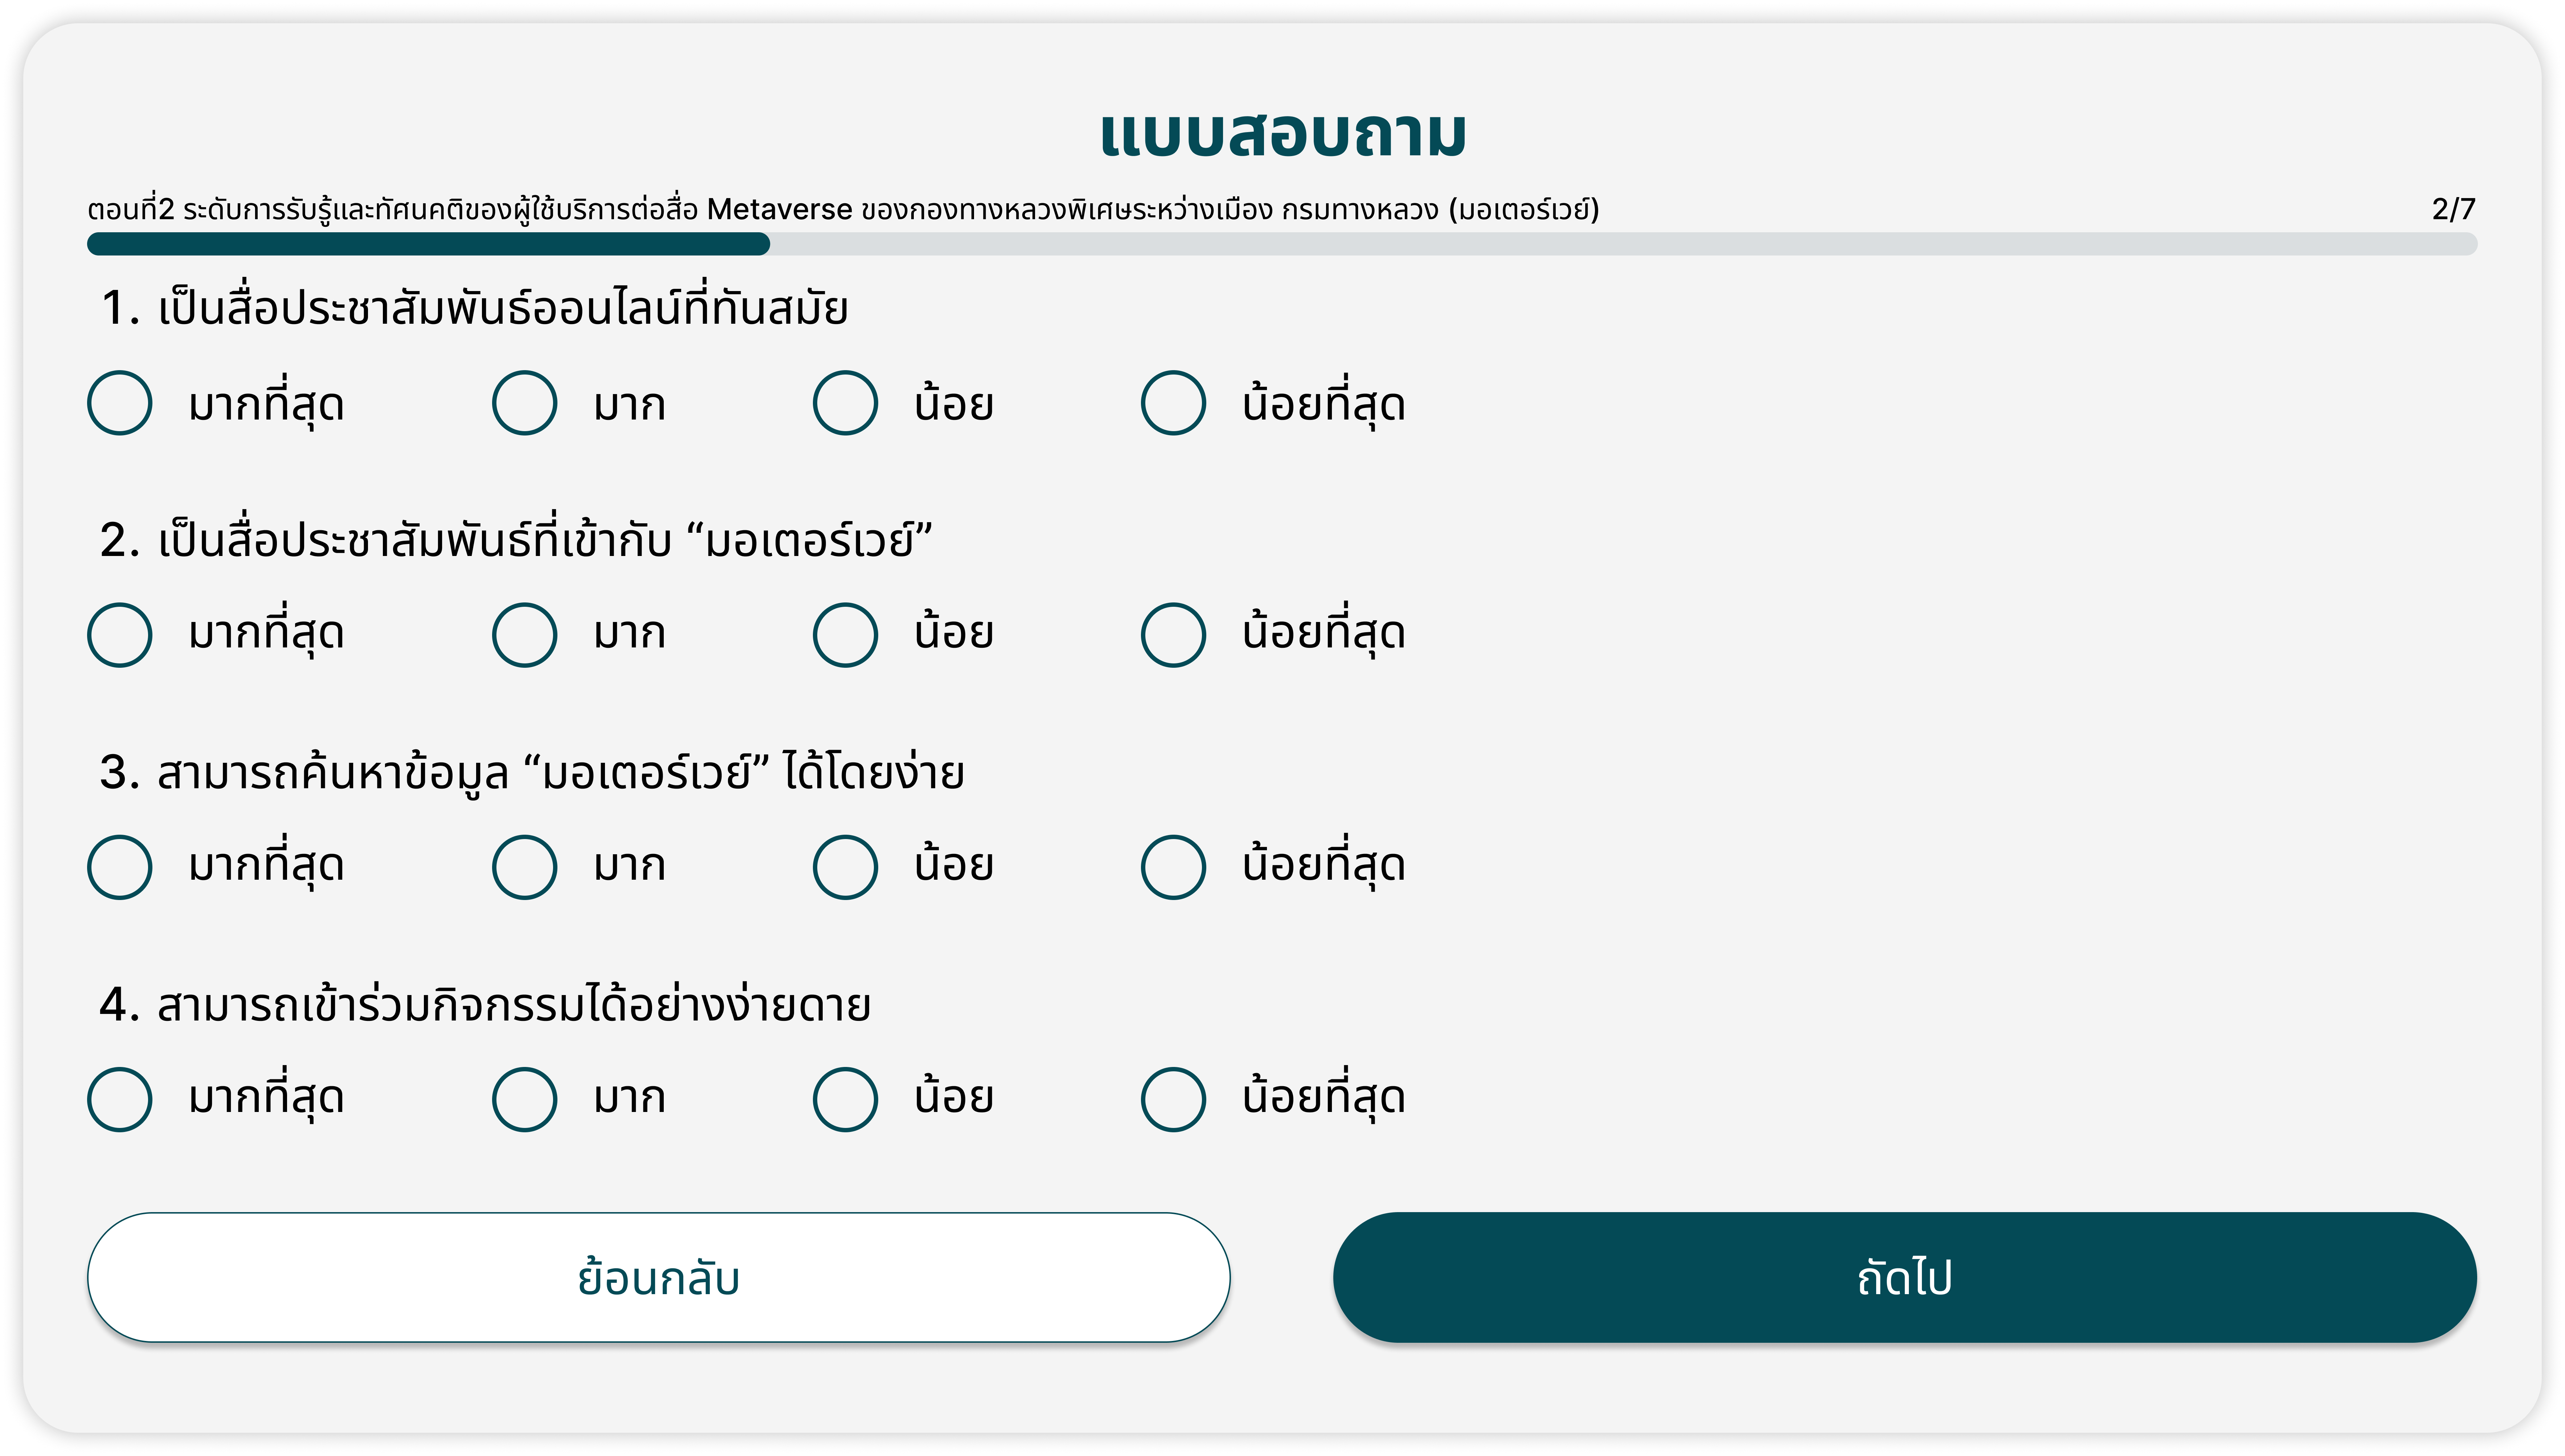 แบบสอบถาม
ตอนที่2 ระดับการรับรู้และทัศนคติของผู้ใช้บริการต่อสื่อ Metaverse ของกองทางหลวงพิเศษระหว่างเมือง กรมทางหลวง (มอเตอร์เวย์) 2/7
1. เป็นสื่อประชาสัมพันธ์ออนไลน์ที่ทันสมัย
มากที่สุด มาก น้อย น้อยที่สุด
2. เป็นสื่อประชาสัมพันธ์ที่เข้ากับ “มอเตอร์เวย์”
มากที่สุด มาก น้อย น้อยที่สุด
3. สามารถค้นหาข้อมูล “มอเตอร์เวย์” ได้โดยง่าย
มากที่สุด มาก น้อย น้อยที่สุด
4. สามารถเข้าร่วมกิจกรรมได้อย่างง่ายดาย
มากที่สุด มาก น้อย น้อยที่สุด
ย้อนกลับ ถัดไป